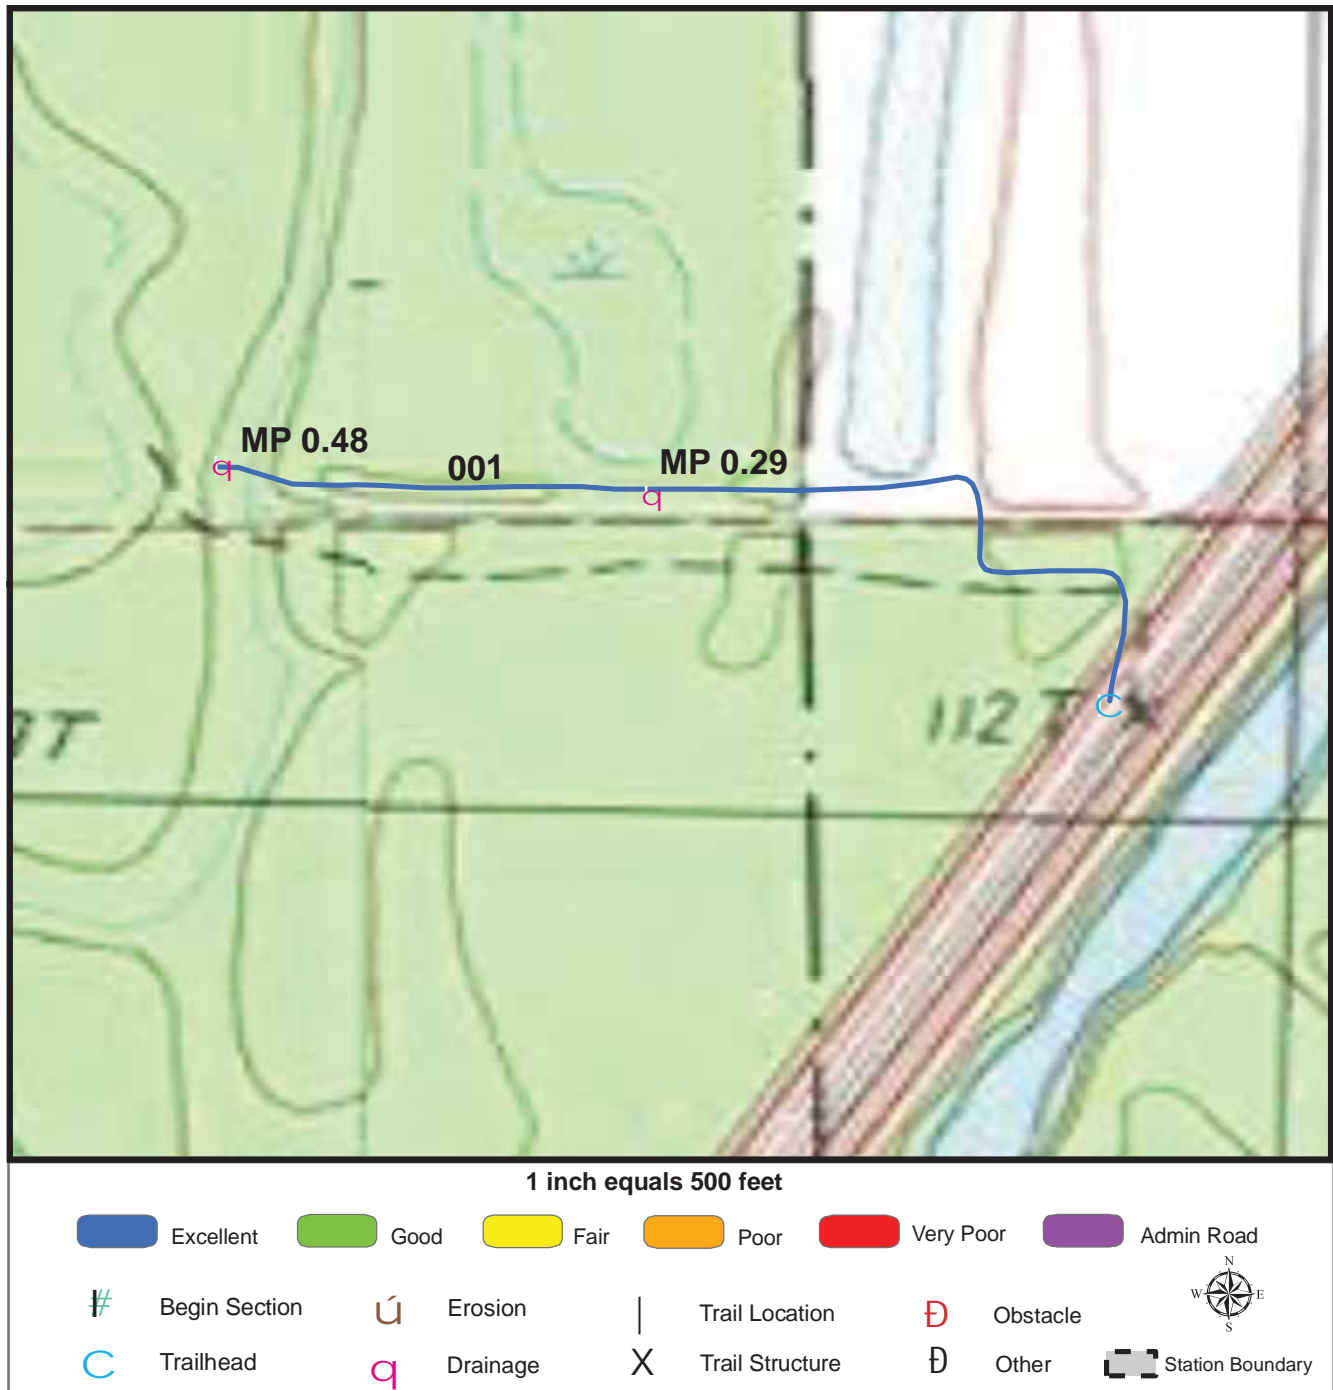 MP 0.48
001
MP 0.29
q
q
112 T
C
9T
1 inch equals 500 feet
Excellent Good Fair Poor Very Poor Admin Road
# Begin Section ú Erosion | Trail Location Đ Obstacle
N
W E
S
C Trailhead q Drainage X Trail Structure Đ Other Station Boundary